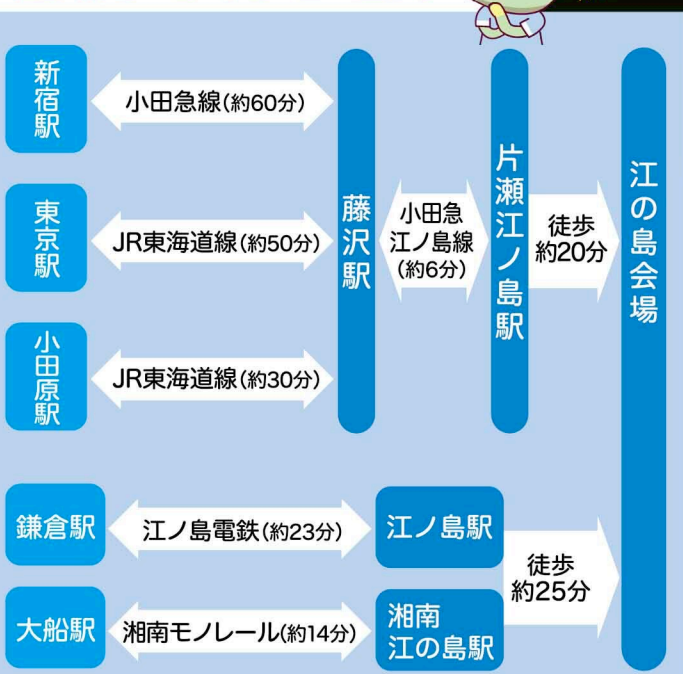 新宿駅
小田急線(約60分)
東京駅
JR東海道線(約50分)
小田原駅
JR東海道線(約30分)
藤沢駅
小田急
江ノ島線
(約6分)
片瀬江ノ島駅
徒歩
約20分
江の島会場
鎌倉駅
江ノ島電鉄(約23分)
江ノ島駅
大船駅
湘南モノレール(約14分)
湘南
江の島駅
徒歩
約25分